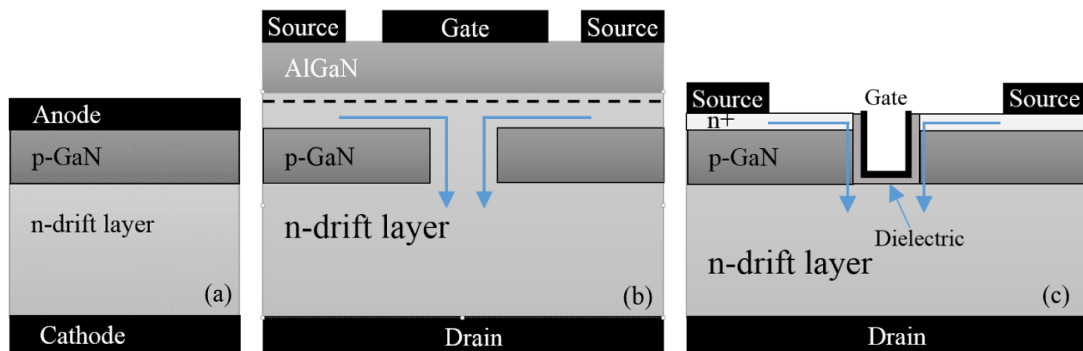 Anode
p-GaN
n-drift layer
(a)
Cathode
Source Gate Source
AlGaN
p-GaN
n-drift layer
(b)
Drain
Source Gate Source
n+
p-GaN
Dielectric
n-drift layer
(c)
Drain